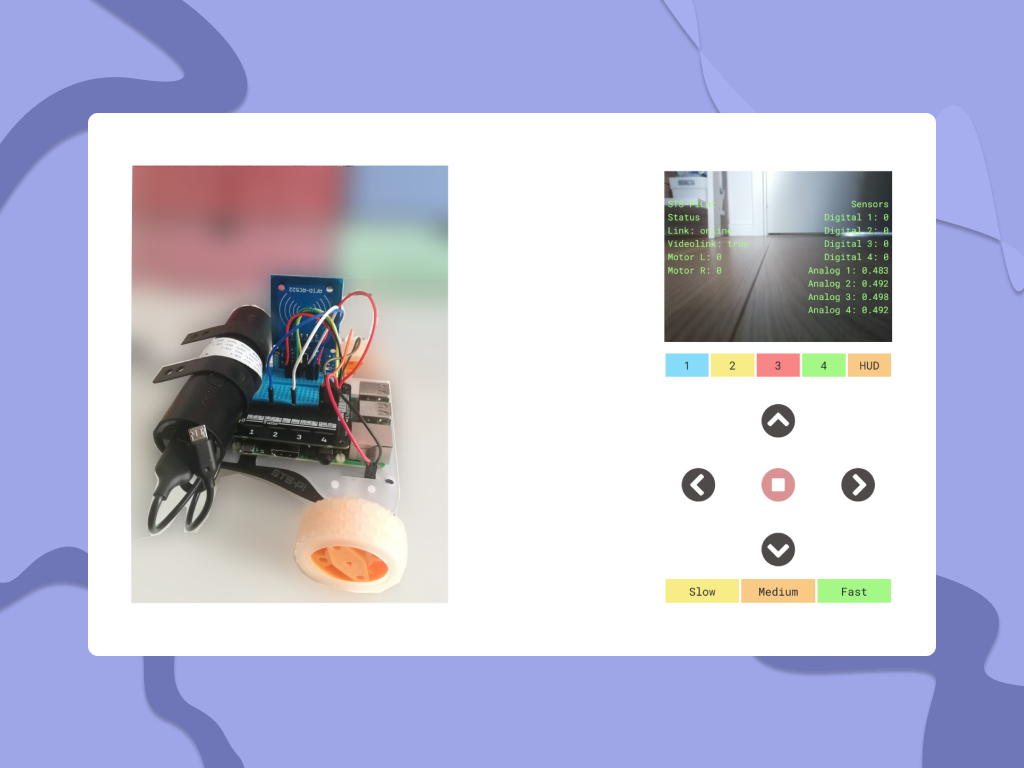 RFID-RC522
1 2 3 4
STS-Pi
STS-Pilot
Status
Link: online
Videolink: true
Motor L: 0
Motor R: 0
Sensors
Digital 1: 0
Digital 2: 0
Digital 3: 0
Digital 4: 0
Analog 1: 0.483
Analog 2: 0.492
Analog 3: 0.498
Analog 4: 0.492
1 2 3 4 HUD
Slow Medium Fast